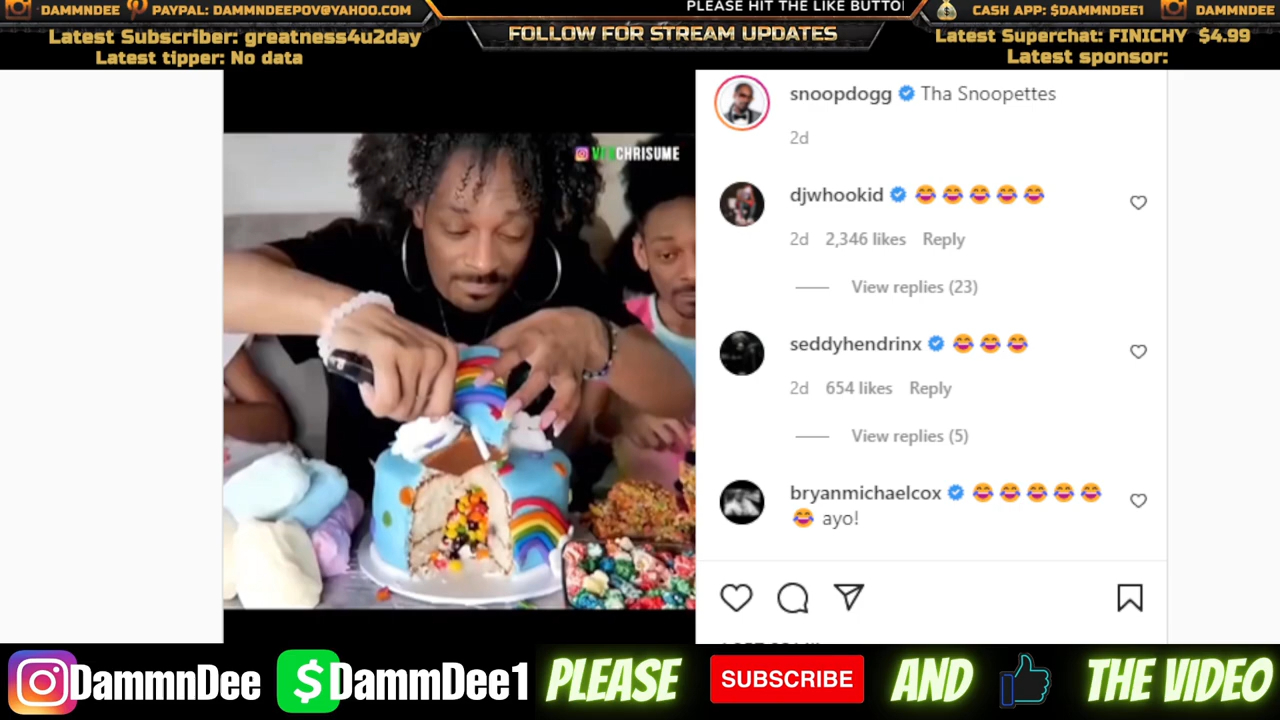 DAMMNDEE PAYPAL: DAMMNDEEPOV@YAHOO.COM
PLEASE HIT THE LIKE BUTTO
CASH APP: $DAMMNDEE1 DAMMNDEE
Latest Subscriber: greatness4u2day
Latest tipper: No data
FOLLOW FOR STREAM UPDATES
Latest Superchat: FINICHY $4.99
Latest sponsor:
CHRISUME
snoopdogg Tha Snoopettes
2d
djwhookid 😂😂😂😂😂
2d 2,346 likes Reply
View replies (23)
seddyhendrinx 😂😂😂
2d 654 likes Reply
View replies (5)
bryanmichaelcox 😂😂😂😂😂
😂 ayo!
DammnDee $DammDee1 PLEASE SUBSCRIBE AND THE VIDEO